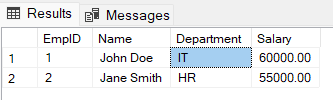 Results Messages
EmpID Name Department Salary
1 1 John Doe IT 60000.00
2 2 Jane Smith HR 55000.00